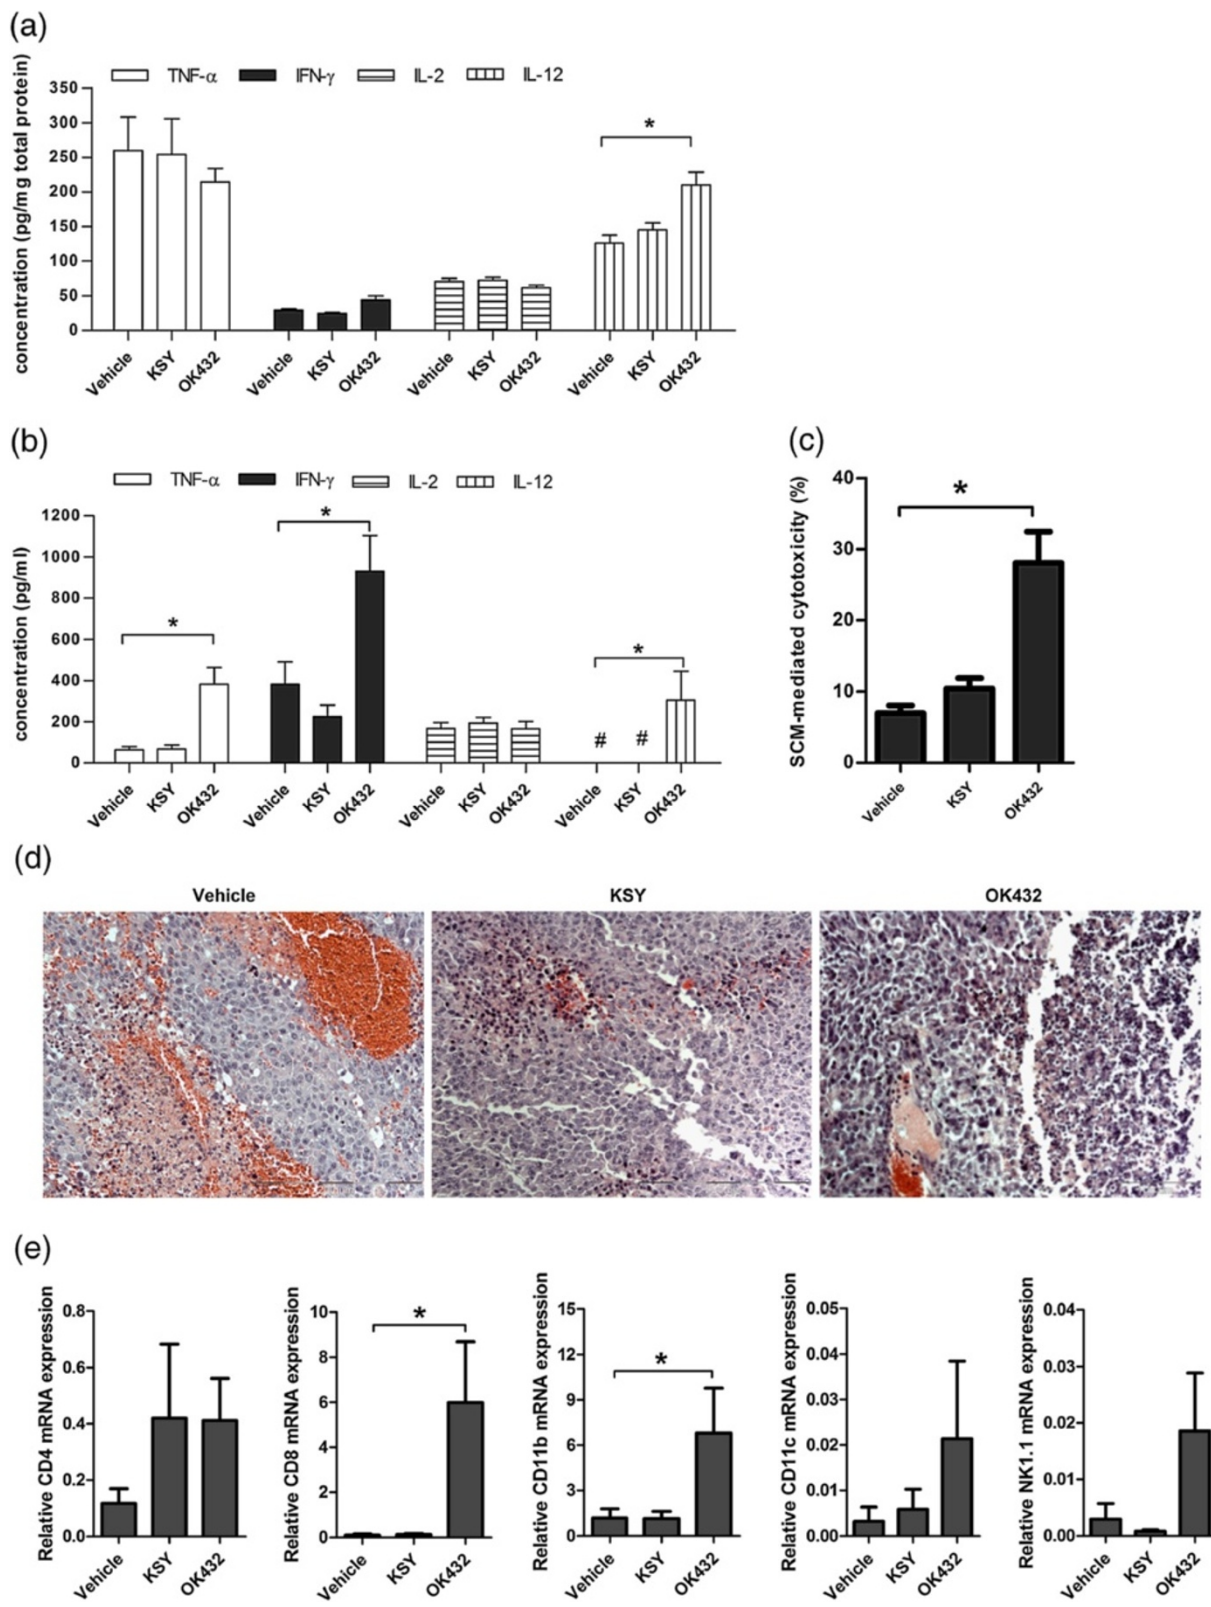 (a)
TNF-α IFN-γ IL-2 IL-12
concentration (pg/mg total protein)
350
300
250
200
150
100
50
0
*
Vehicle KSY OK432 Vehicle KSY OK432 Vehicle KSY OK432 Vehicle KSY OK432
(b)
TNF-α IFN-γ IL-2 IL-12
concentration (pg/ml)
1200
1000
800
600
400
200
0
* * *
# #
Vehicle KSY OK432 Vehicle KSY OK432 Vehicle KSY OK432 Vehicle KSY OK432
(c)
SCM-mediated cytotoxicity (%)
40
30
20
10
0
*
Vehicle KSY OK432
(d)
Vehicle KSY OK432
(e)
Relative CD4 mRNA expression
0.8
0.6
0.4
0.2
0.0
Vehicle KSY OK432
Relative CD8 mRNA expression
10
8
6
4
2
0
*
Vehicle KSY OK432
Relative CD11b mRNA expression
15
12
9
6
3
0
*
Vehicle KSY OK432
Relative CD11c mRNA expression
0.05
0.04
0.03
0.02
0.01
0.00
Vehicle KSY OK432
Relative NK1.1 mRNA expression
0.04
0.03
0.02
0.01
0.00
Vehicle KSY OK432